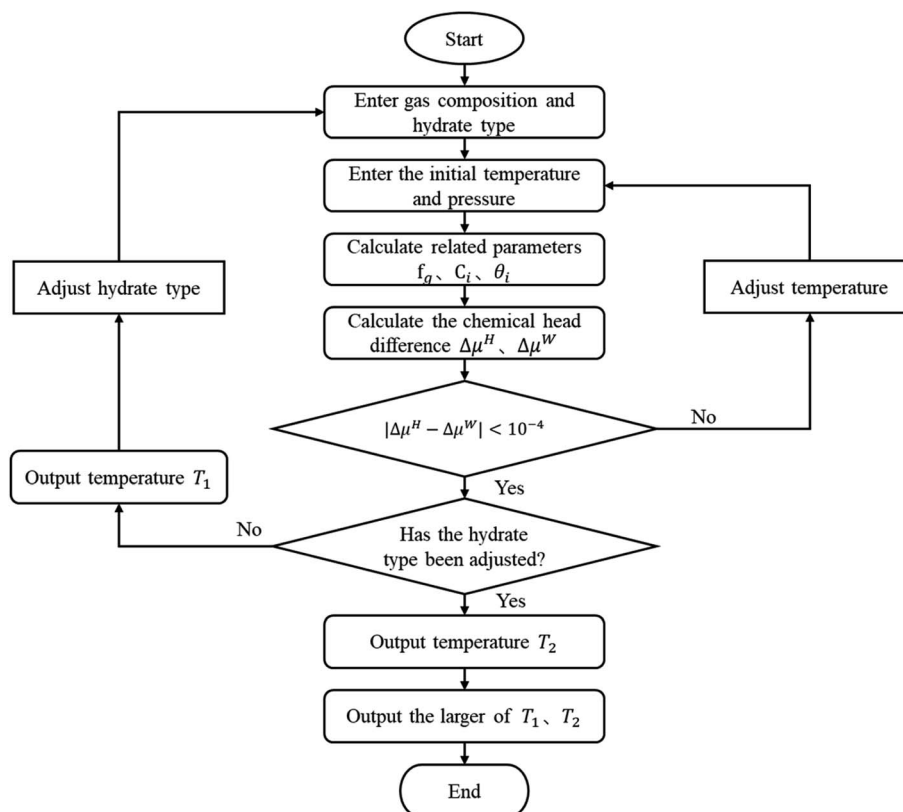 Start
Enter gas composition and
hydrate type
Enter the initial temperature
and pressure
Calculate related parameters
f_g、C_i、θ_i
Adjust hydrate type
Adjust temperature
Calculate the chemical head
difference Δμ^H、Δμ^W
|Δμ^H − Δμ^W| < 10^−4
No
Yes
Output temperature T_1
No
Has the hydrate
type been adjusted?
Yes
Output temperature T_2
Output the larger of T_1、T_2
End